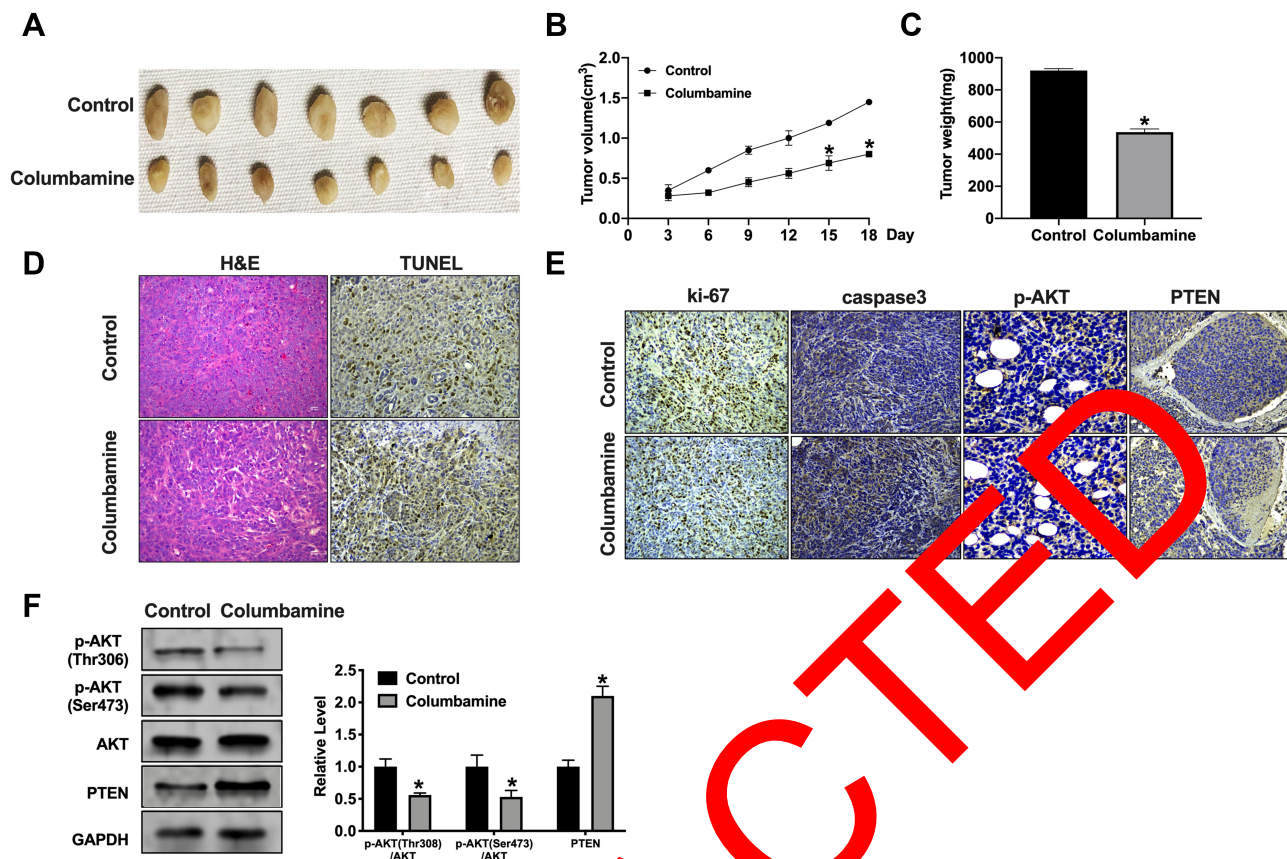 A
Control
Columbamine
B
Tumor volume(cm3)
2.0
1.5
1.0
0.5
0.0
Control
Columbamine
*
*
0 3 6 9 12 15 18 Day
C
Tumor weight(mg)
1000
800
600
400
200
0
*
Control Columbamine
D
H&E TUNEL
Control
Columbamine
E
ki-67 caspase3 p-AKT PTEN
Control
Columbamine
F
Control Columbamine
p-AKT
(Thr306)
p-AKT
(Ser473)
AKT
PTEN
GAPDH
Relative Level
2.5
2.0
1.5
1.0
0.5
0.0
Control
Columbamine
*
*
*
p-AKT(Thr308)
/AKT
p-AKT(Ser473)
/AKT
PTEN
CTED